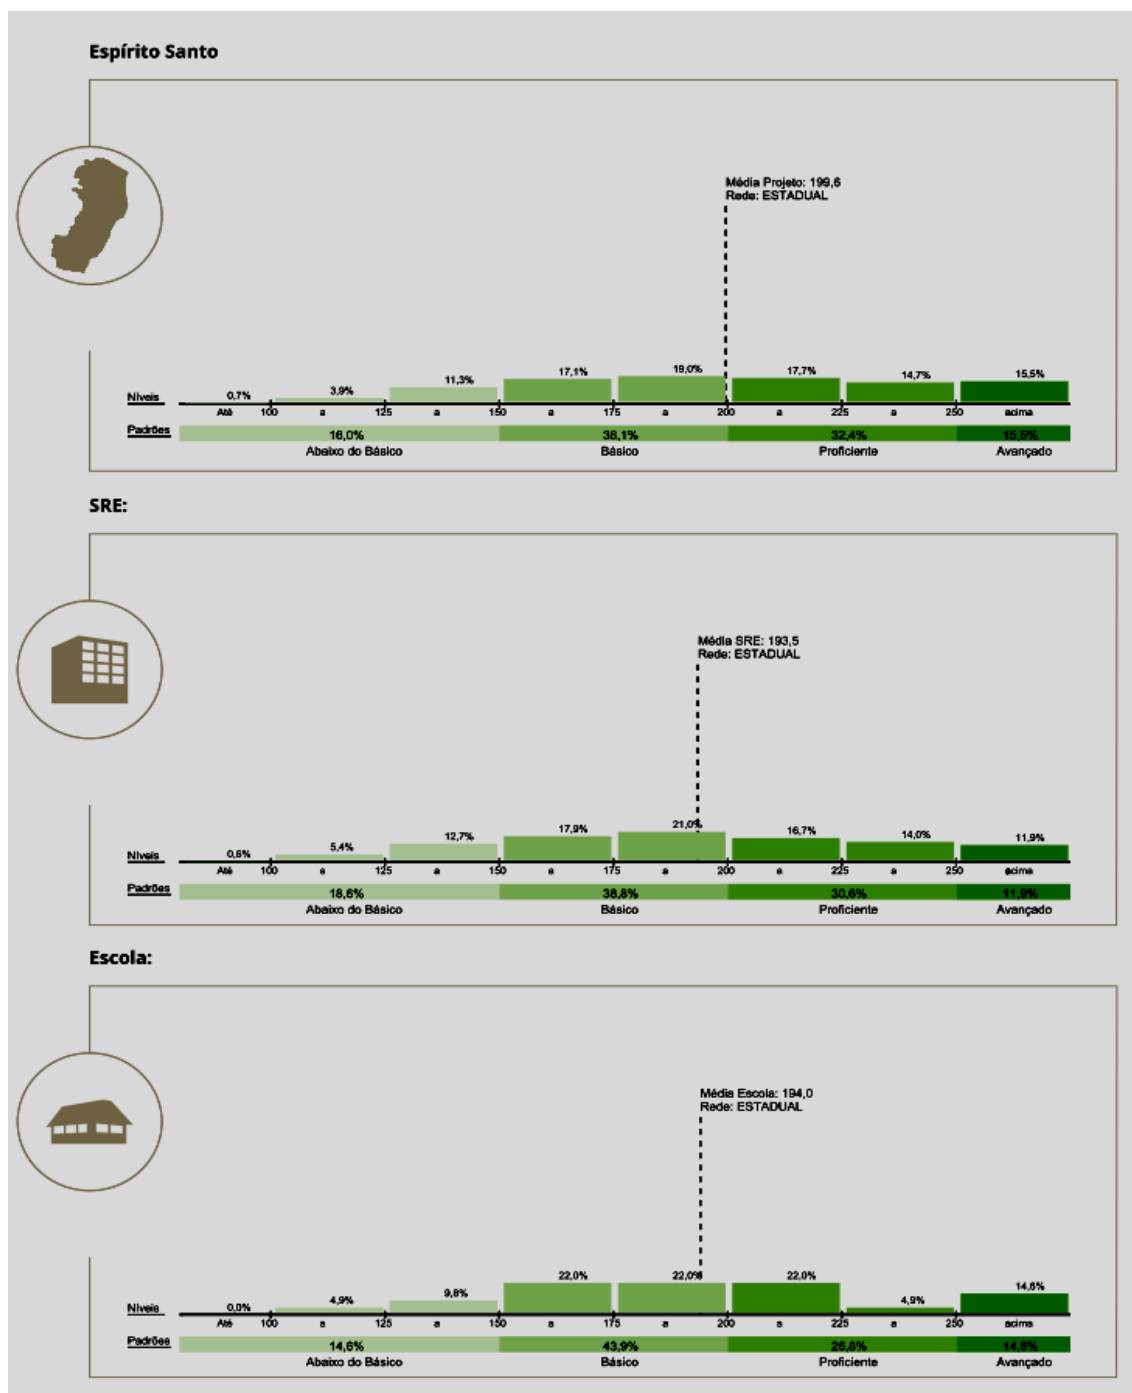 Espírito Santo
Média Projeto: 199,6
Rede: ESTADUAL
Níveis 0,7% 3,9% 11,3% 17,1% 19,0% 17,7% 14,7% 15,5%
Até 100 a 125 a 150 a 175 a 200 a 225 a 250 acima
Padrões 16,0% 36,1% 32,4% 15,5%
Abaixo do Básico Básico Proficiente Avançado
SRE:
Média SRE: 193,5
Rede: ESTADUAL
Níveis 0,6% 5,4% 12,7% 17,9% 21,0% 16,7% 14,0% 11,9%
Até 100 a 125 a 150 a 175 a 200 a 225 a 250 acima
Padrões 18,6% 38,8% 30,6% 11,9%
Abaixo do Básico Básico Proficiente Avançado
Escola:
Média Escola: 194,0
Rede: ESTADUAL
Níveis 0,0% 4,9% 9,8% 22,0% 22,0% 22,0% 4,9% 14,6%
Até 100 a 125 a 150 a 175 a 200 a 225 a 250 acima
Padrões 14,6% 43,9% 26,8% 14,6%
Abaixo do Básico Básico Proficiente Avançado